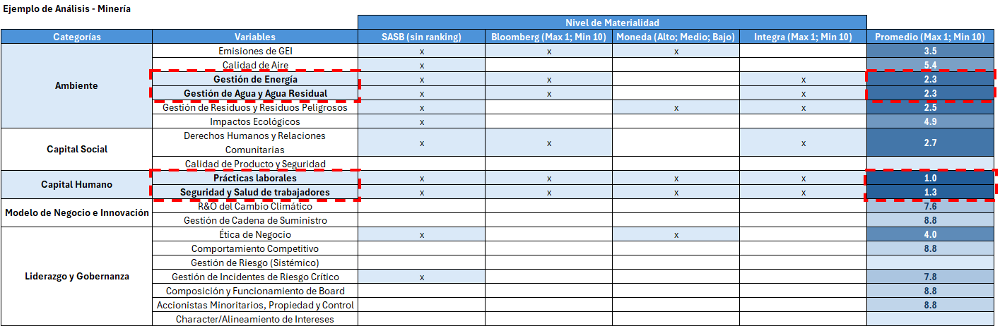 Ejemplo de Análisis - Minería
Nivel de Materialidad
Categorías Variables SASB (sin ranking) Bloomberg (Max 1; Min 10) Moneda (Alto; Medio; Bajo) Integra (Max 1; Min 10) Promedio (Max 1; Min 10)
Ambiente
Emisiones de GEI x x x 3.5
Calidad de Aire x 5.4
Gestión de Energía x x x 2.3
Gestión de Agua y Agua Residual x x x 2.3
Gestión de Residuos y Residuos Peligrosos x x x 2.5
Impactos Ecológicos x 4.9
Capital Social
Derechos Humanos y Relaciones
Comunitarias x x x 2.7
Calidad de Producto y Seguridad
Capital Humano
Prácticas laborales x x x x 1.0
Seguridad y Salud de trabajadores x x x x 1.3
Modelo de Negocio e Innovación
R&O del Cambio Climático 7.6
Gestión de Cadena de Suministro 8.8
Liderazgo y Gobernanza
Ética de Negocio x x 4.0
Comportamiento Competitivo 8.8
Gestión de Riesgo (Sistémico)
Gestión de Incidentes de Riesgo Crítico x 7.8
Composición y Funcionamiento de Board 8.8
Accionistas Minoritarios, Propiedad y Control 8.8
Character/Alineamiento de Intereses